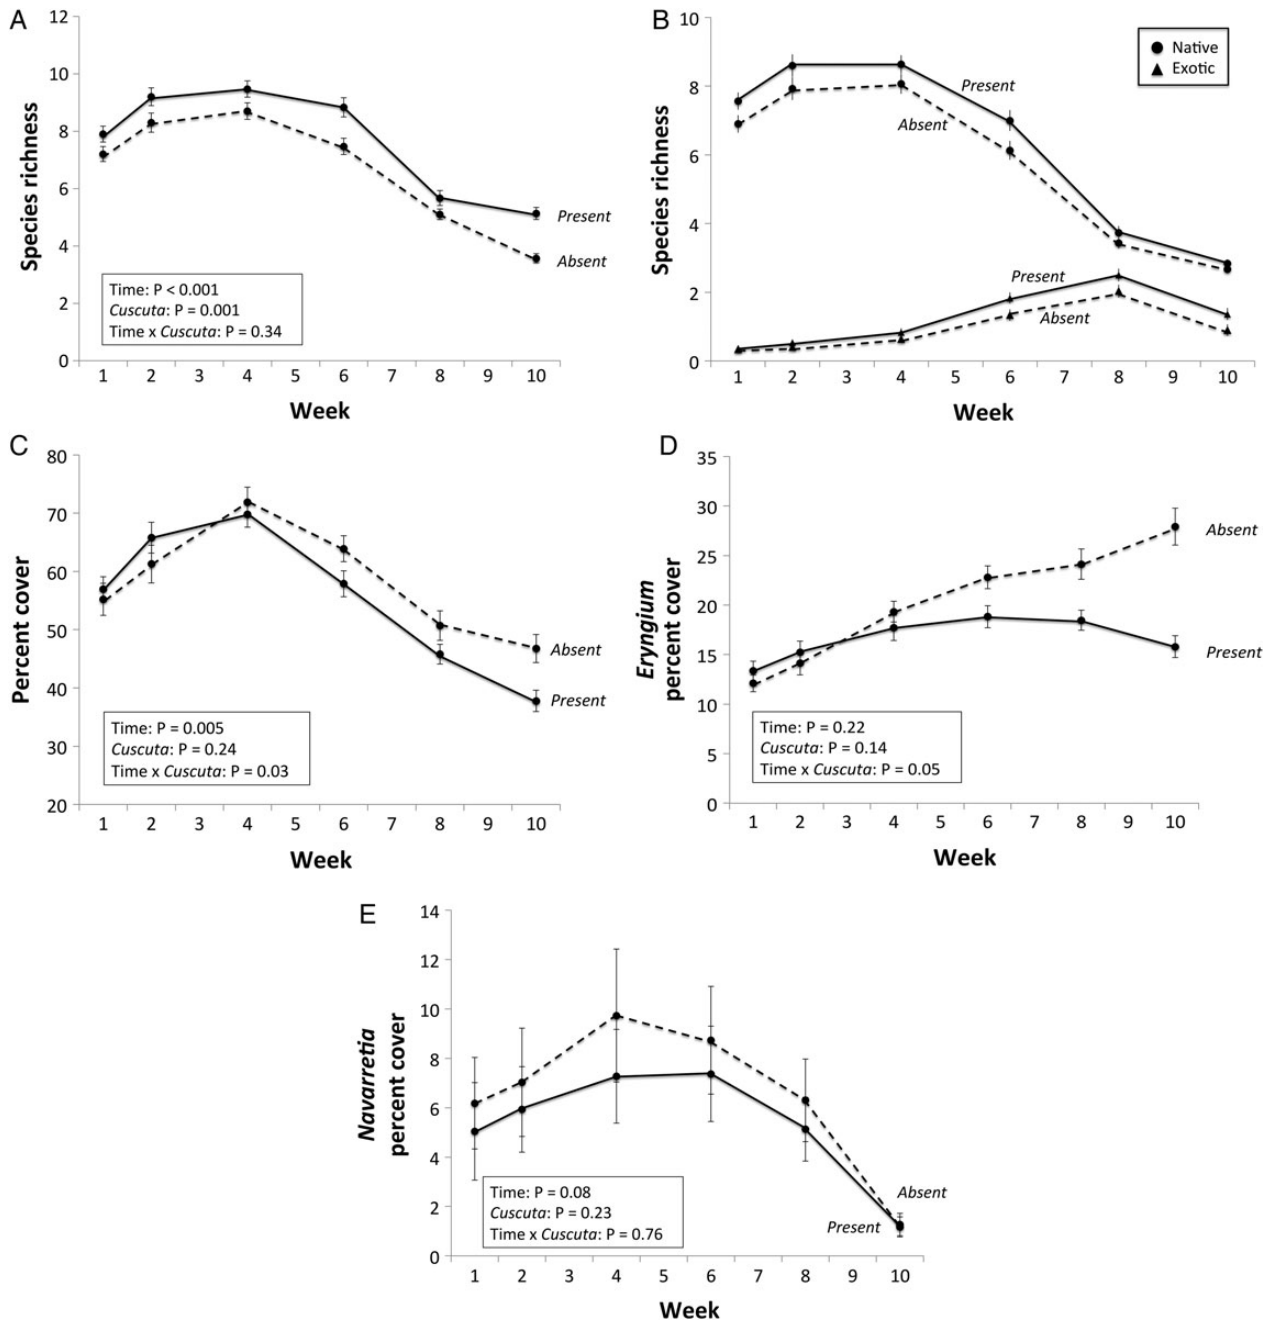 A
12
10
8
6
4
2
0
Species richness
Present
Absent
Time: P < 0.001
Cuscuta: P = 0.001
Time x Cuscuta: P = 0.34
1 2 3 4 5 6 7 8 9 10
Week
B
10
8
6
4
2
0
Species richness
Native
Exotic
Present
Absent
Present
Absent
1 2 3 4 5 6 7 8 9 10
Week
C
80
70
60
50
40
30
20
Percent cover
Absent
Present
Time: P = 0.005
Cuscuta: P = 0.24
Time x Cuscuta: P = 0.03
1 2 3 4 5 6 7 8 9 10
Week
D
35
30
25
20
15
10
5
0
Eryngium
percent cover
Absent
Present
Time: P = 0.22
Cuscuta: P = 0.14
Time x Cuscuta: P = 0.05
1 2 3 4 5 6 7 8 9 10
Week
E
14
12
10
8
6
4
2
0
Navarretia
percent cover
Absent
Present
Time: P = 0.08
Cuscuta: P = 0.23
Time x Cuscuta: P = 0.76
1 2 3 4 5 6 7 8 9 10
Week